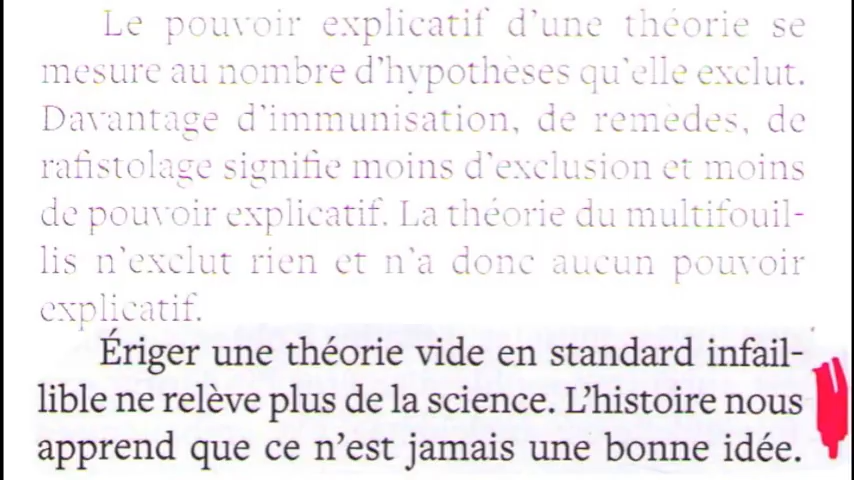 Le pouvoir explicatif d'une théorie se
mesure au nombre d'hypothèses qu'elle exclut.
Davantage d'immunisation, de remèdes, de
rafistolage signifie moins d'exclusion et moins
de pouvoir explicatif. La théorie du multifouil-
lis n'exclut rien et n'a donc aucun pouvoir
explicatif.
Ériger une théorie vide en standard infail-
lible ne relève plus de la science. L'histoire nous
apprend que ce n'est jamais une bonne idée.